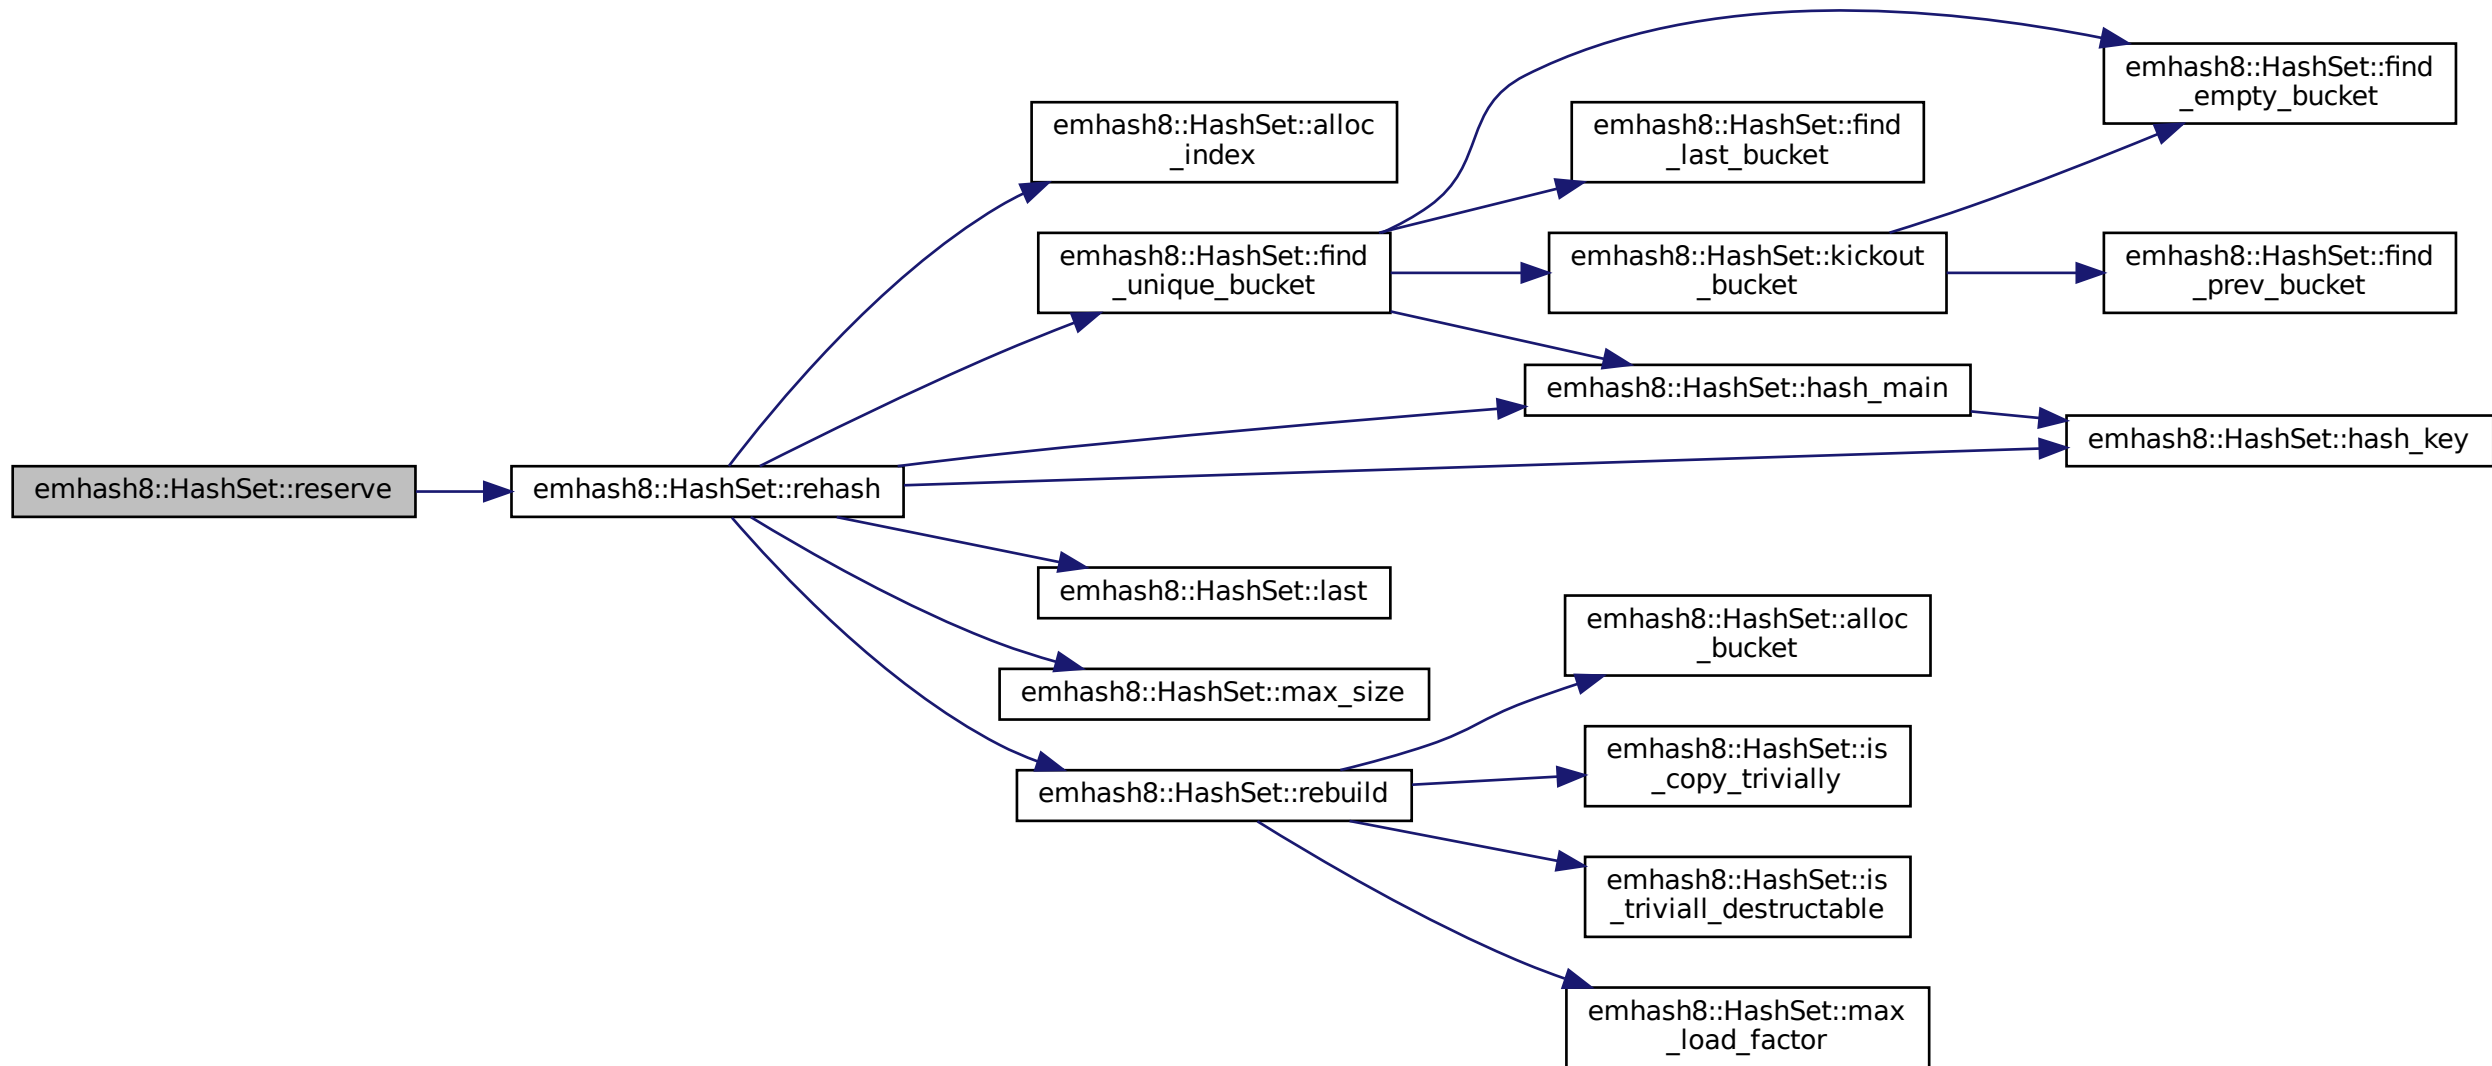 emhash8::HashSet::reserve
emhash8::HashSet::rehash
emhash8::HashSet::alloc
_index
emhash8::HashSet::find
_unique_bucket
emhash8::HashSet::find
_empty_bucket
emhash8::HashSet::find
_last_bucket
emhash8::HashSet::kickout
_bucket
emhash8::HashSet::find
_prev_bucket
emhash8::HashSet::hash_main
emhash8::HashSet::hash_key
emhash8::HashSet::last
emhash8::HashSet::max_size
emhash8::HashSet::rebuild
emhash8::HashSet::alloc
_bucket
emhash8::HashSet::is
_copy_trivially
emhash8::HashSet::is
_triviall_destructable
emhash8::HashSet::max
_load_factor